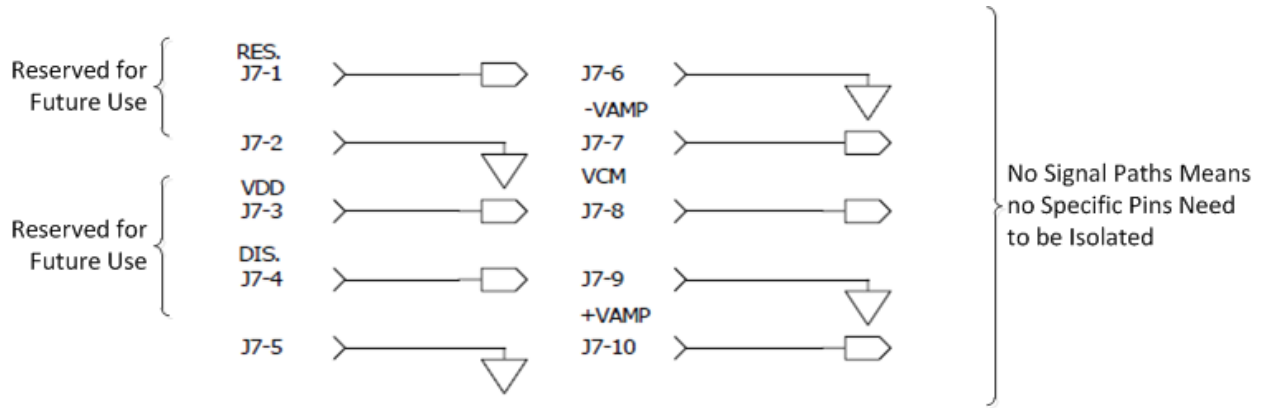 Reserved for
Future Use
RES.
J7-1
J7-2
Reserved for
Future Use
VDD
J7-3
DIS.
J7-4
J7-5
J7-6
-VAMP
J7-7
VCM
J7-8
J7-9
+VAMP
J7-10
No Signal Paths Means
no Specific Pins Need
to be Isolated